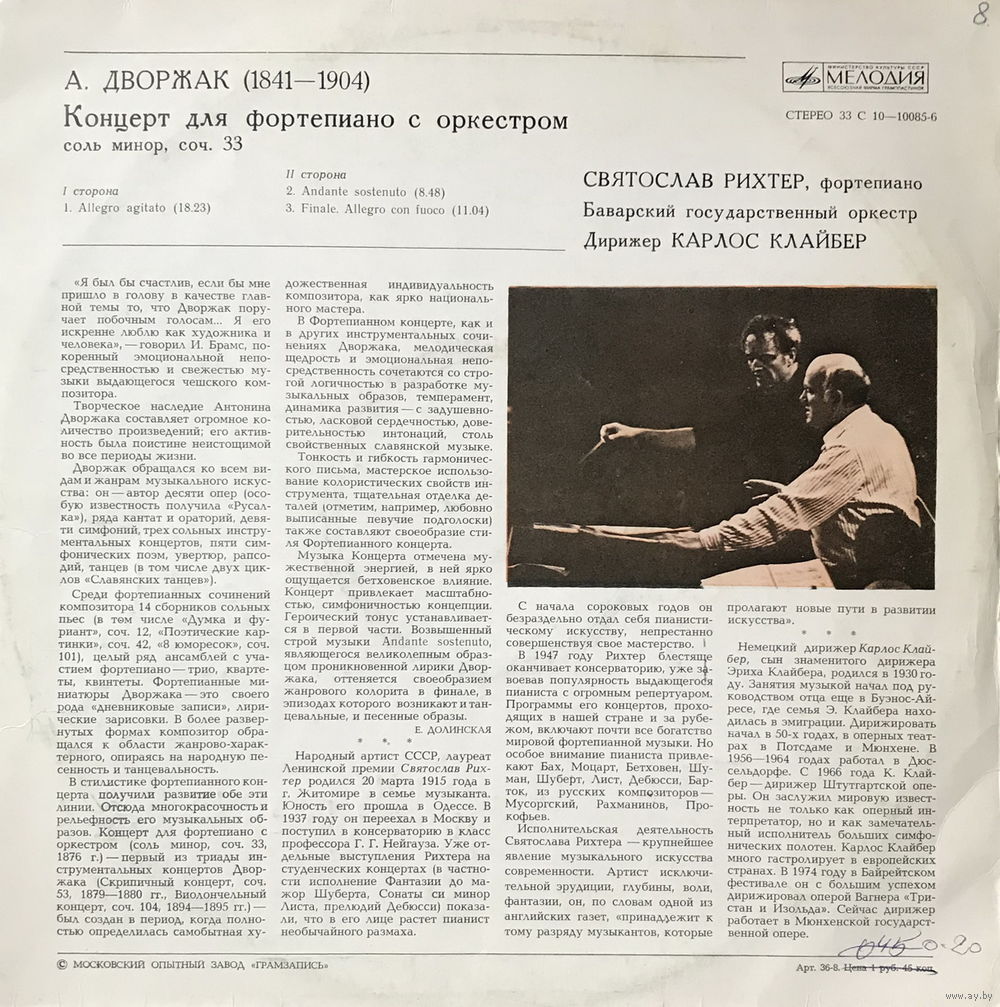 8
А. ДВОРЖАК (1841—1904)
Концерт для фортепиано с оркестром
соль минор, соч. 33
I сторона
1. Allegro agitato (18.23)
II сторона
2. Andante sostenuto (8.48)
3. Finale. Allegro con fuoco (11.04)
МИНИСТЕРСТВО КУЛЬТУРЫ СССР
МЕЛОДИЯ
ВСЕСОЮЗНАЯ ФИРМА ГРАМПЛАСТИНОК
СТЕРЕО 33 С 10—10085-6
СВЯТОСЛАВ РИХТЕР, фортепиано
Баварский государственный оркестр
Дирижер КАРЛОС КЛАЙБЕР
«Я был бы счастлив, если бы мне
пришло в голову в качестве глав-
ной темы то, что Дворжак пору-
чает побочным голосам... Я его
искренне люблю как художника и
человека»,—говорил И. Брамс, по-
коренный эмоциональной непо-
средственностью и свежестью му-
зыки выдающегося чешского ком-
позитора.
Творческое наследие Антонина
Дворжака составляет огромное ко-
личество произведений; его актив-
ность была поистине неистощимой
во все периоды жизни.
Дворжак обращался ко всем ви-
дам и жанрам музыкального искус-
ства: он—автор десяти опер (осо-
бую известность получила «Русал-
ка»), ряда кантат и ораторий, девя-
ти симфоний, трех сольных инстру-
ментальных концертов, пяти сим-
фонических поэм, увертюр, рапсо-
дий, танцев (в том числе двух цик-
лов «Славянских танцев»).
Среди фортепианных сочинений
композитора 14 сборников сольных
пьес (в том числе «Думка и фу-
риант», соч. 12, «Поэтические кар-
тинки», соч. 42, «8 юморесок», соч.
101), целый ряд ансамблей с уча-
стием фортепиано—трио, кварте-
ты, квинтеты. Фортепианные ми-
ниатюры Дворжака—это своего
рода «дневниковые записи», лири-
ческие зарисовки. В более развер-
нутых формах композитор обра-
щался к области жанрово-харак-
терного, опираясь на народную пе-
сенность и танцевальность.
В стилистике фортепианного кон-
церта получили развитие обе эти
линии. Отсюда многокрасочность и
рельефность его музыкальных об-
разов. Концерт для фортепиано с
оркестром (соль минор, соч. 33,
1876 г.)—первый из триады ин-
струментальных концертов Двор-
жака (Скрипичный концерт, соч.
53, 1879—1880 гг., Виолончельный
концерт, соч. 104, 1894—1895 гг.)—
был создан в период, когда полно-
стью определилась самобытная ху-
дожественная индивидуальность
композитора, как ярко националь-
ного мастера.
В Фортепианном концерте, как и
в других инструментальных сочи-
нениях Дворжака, мелодическая
щедрость и эмоциональная непо-
средственность сочетаются со стро-
гой логичностью в разработке му-
зыкальных образов, темперамент,
динамика развития—с задушевно-
стью, ласковой сердечностью, дове-
рительностью интонаций, столь
свойственных славянской музыке.
Тонкость и гибкость гармоничес-
кого письма, мастерское использо-
вание колористических свойств ин-
струмента, тщательная отделка де-
талей (отметим, например, любовно
выписанные певучие подголоски)
также составляют своеобразие сти-
ля Фортепианного концерта.
Музыка Концерта отмечена му-
жественной энергией, в ней ярко
ощущается бетховенское влияние.
Концерт привлекает масштабно-
стью, симфоничностью концепции.
Героический тонус устанавливает-
ся в первой части. Возвышенный
строй музыки Andante sostenuto,
являющегося великолепным образ-
цом проникновенной лирики Двор-
жака, оттеняется своеобразием
жанрового колорита в финале, в
эпизодах которого возникают и тан-
цевальные, и песенные образы.
Е. ДОЛИНСКАЯ
* * *
Народный артист СССР, лауреат
Ленинской премии Святослав Рих-
тер родился 20 марта 1915 года в
г. Житомире в семье музыканта.
Юность его прошла в Одессе. В
1937 году он переехал в Москву и
поступил в консерваторию в класс
профессора Г. Г. Нейгауза. Уже от-
дельные выступления Рихтера на
студенческих концертах (в частно-
сти исполнение Фантазии до ма-
жор Шуберта, Сонаты си минор
Листа, прелюдий Дебюсси) показа-
ли, что в его лице растет пианист
необычайного размаха.
С начала сороковых годов он
безраздельно отдал себя пианисти-
ческому искусству, непрестанно
совершенствуя свое мастерство.
В 1947 году Рихтер блестяще
оканчивает консерваторию, уже за-
воевав популярность выдающегося
пианиста с огромным репертуаром.
Программы его концертов, прохо-
дящих в нашей стране и за рубе-
жом, включают почти все богатство
мировой фортепианной музыки. Но
особое внимание пианиста привле-
кают Бах, Моцарт, Бетховен, Шу-
ман, Шуберт, Лист, Дебюсси, Бар-
ток, из русских композиторов—
Мусоргский, Рахманинов, Про-
кофьев.
Исполнительская деятельность
Святослава Рихтера—крупнейшее
явление музыкального искусства
современности. Артист исключи-
тельной эрудиции, глубины, воли,
фантазии, он, по словам одной из
английских газет, «принадлежит к
тому разряду музыкантов, которые
пролагают новые пути в развитии
искусства».
* * *
Немецкий дирижер Карлос Клай-
бер, сын знаменитого дирижера
Эриха Клайбера, родился в 1930 го-
ду. Занятия музыкой начал под ру-
ководством отца еще в Буэнос-Ай-
ресе, где семья Э. Клайбера нахо-
дилась в эмиграции. Дирижировать
начал в 50-х годах, в оперных теат-
рах в Потсдаме и Мюнхене. В
1956—1964 годах работал в Дюс-
сельдорфе. С 1966 года К. Клай-
бер—дирижер Штутгартской опе-
ры. Он заслужил мировую извест-
ность не только как оперный ин-
терпретатор, но и как замечатель-
ный исполнитель больших симфо-
нических полотен. Карлос Клайбер
много гастролирует в европейских
странах. В 1974 году в Байрейтском
фестивале он с большим успехом
дирижировал оперой Вагнера «Три-
стан и Изольда». Сейчас дирижер
работает в Мюнхенской государст-
венной опере.
0-20
© МОСКОВСКИЙ ОПЫТНЫЙ ЗАВОД «ГРАМЗАПИСЬ»
Арт. 36-8. Цена 1 руб. 45 коп.
www.ay.by